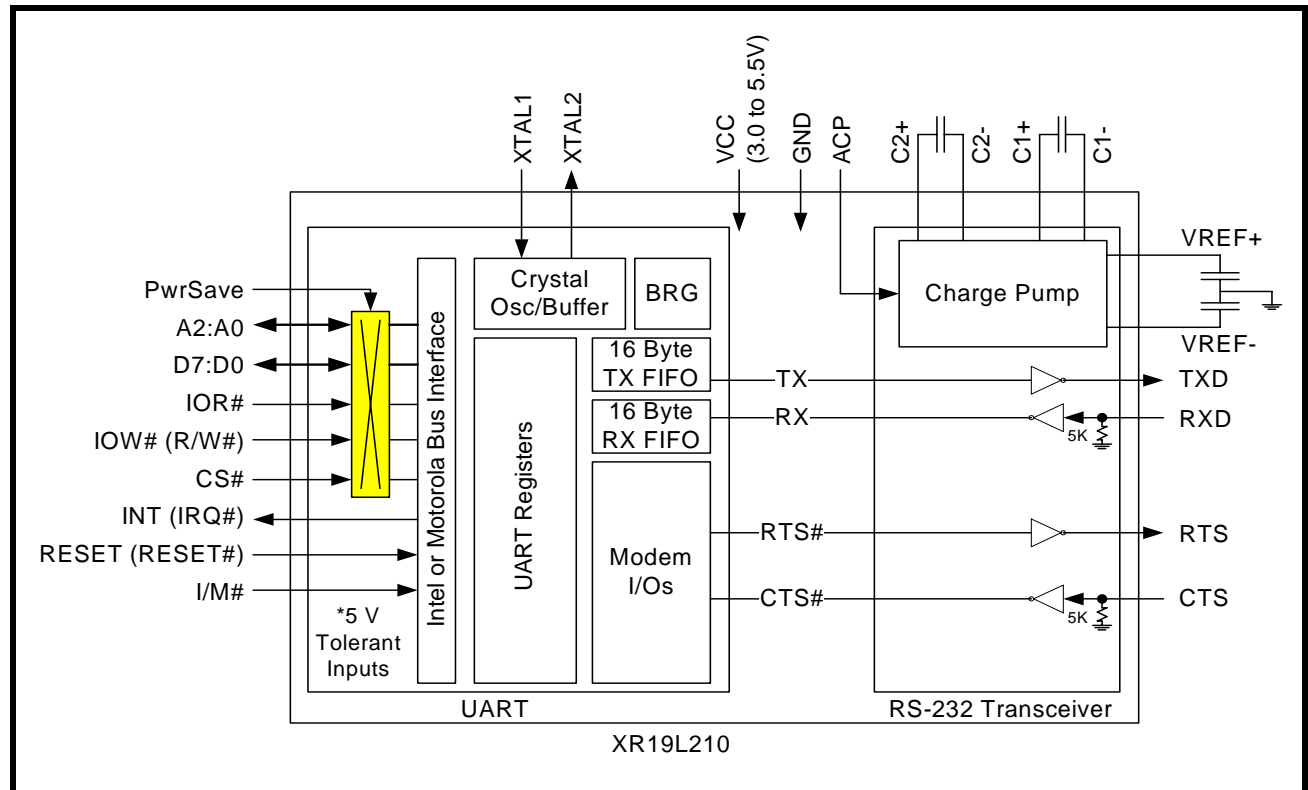 XTAL1
XTAL2
VCC
(3.0 to 5.5V)
GND
ACP
C2+
C2-
C1+
C1-
PwrSave
A2:A0
D7:D0
IOR#
IOW# (R/W#)
CS#
INT (IRQ#)
RESET (RESET#)
I/M#
*5 V
Tolerant
Inputs
Intel or Motorola Bus Interface
Crystal
Osc/Buffer
BRG
UART Registers
16 Byte
TX FIFO
16 Byte
RX FIFO
Modem
I/Os
TX
RX
RTS#
CTS#
Charge Pump
5K
5K
VREF+
VREF-
TXD
RXD
RTS
CTS
UART
RS-232 Transceiver
XR19L210